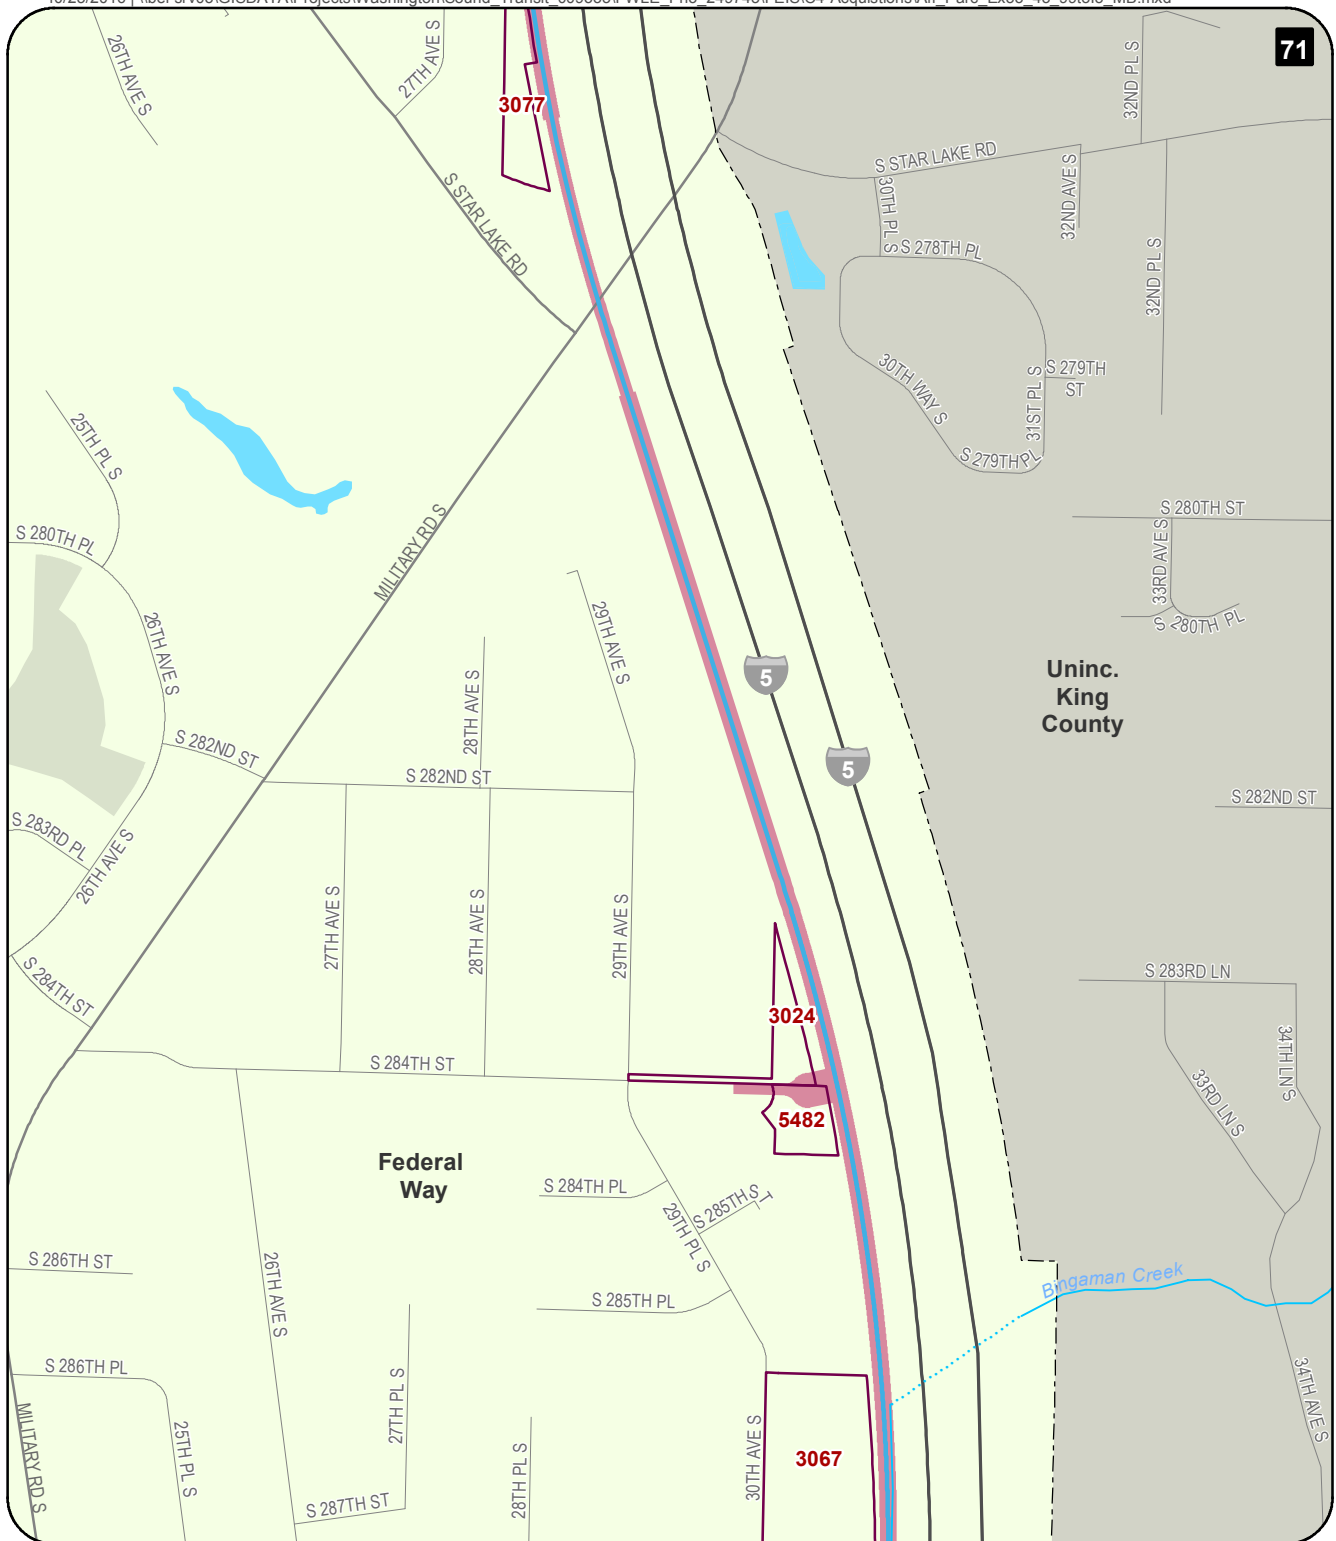 71
26TH AVE S
27TH AVE S
3077
32ND PL S
S STAR LAKE RD
S STAR LAKE RD
30TH PL S
32ND AVE S
S 278TH PL
32ND PL S
30TH WAY S
31ST PL S
S 279TH
ST
S 279TH PL
25TH PL S
S 280TH PL
MILITARY RD S
S 280TH ST
33RD AVE S
S 280TH PL
26TH AVE S
29TH AVE S
28TH AVE S
5
Uninc.
King
County
S 282ND ST
S 282ND ST
5
S 282ND ST
S 283RD PL
26TH AVE S
27TH AVE S
28TH AVE S
29TH AVE S
S 284TH ST
S 283RD LN
3024
34TH LN S
33RD LN S
S 284TH ST
5482
Federal
Way
S 284TH PL
S 285TH ST
29TH PL S
S 286TH ST
26TH AVE S
Bingaman Creek
S 285TH PL
S 286TH PL
27TH PL S
34TH AVE S
MILITARY RD S
25TH PL S
30TH AVE S
3067
28TH PL S
S 287TH ST